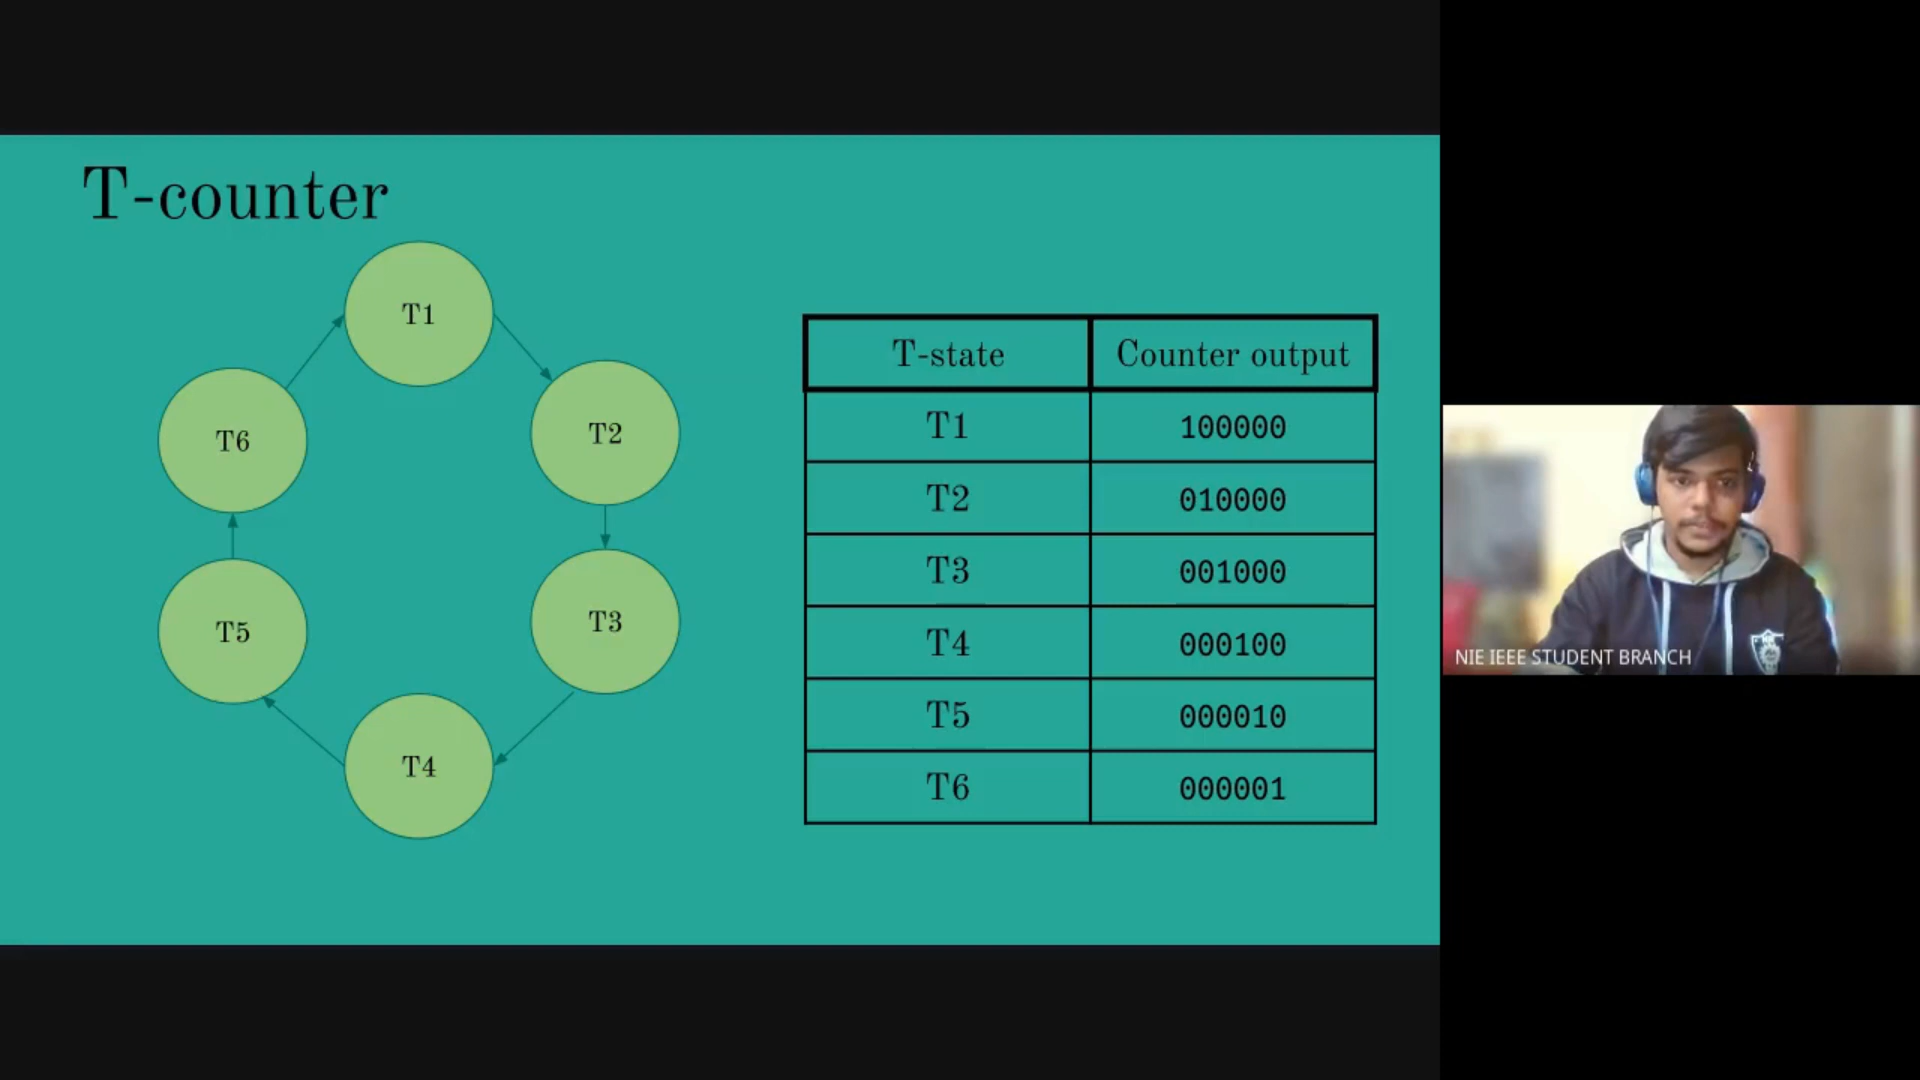 T-counter
T1
T2
T3
T4
T5
T6
T-state Counter output
T1 100000
T2 010000
T3 001000
T4 000100
T5 000010
T6 000001
NIE IEEE STUDENT BRANCH